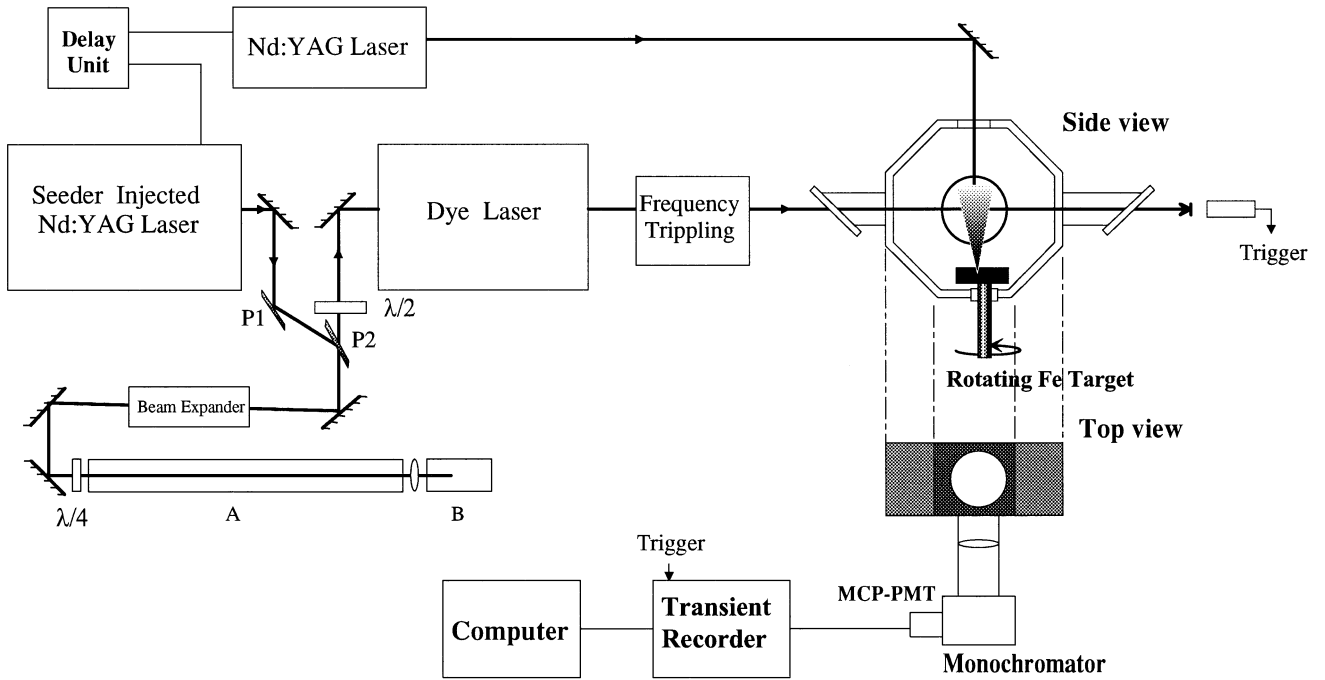 Delay
Unit
Nd:YAG Laser
Side view
Seeder Injected
Nd:YAG Laser
Dye Laser
Frequency
Trippling
Trigger
P1
λ/2
P2
Rotating Fe Target
Beam Expander
Top view
λ/4
A
B
Trigger
MCP-PMT
Computer
Transient
Recorder
Monochromator